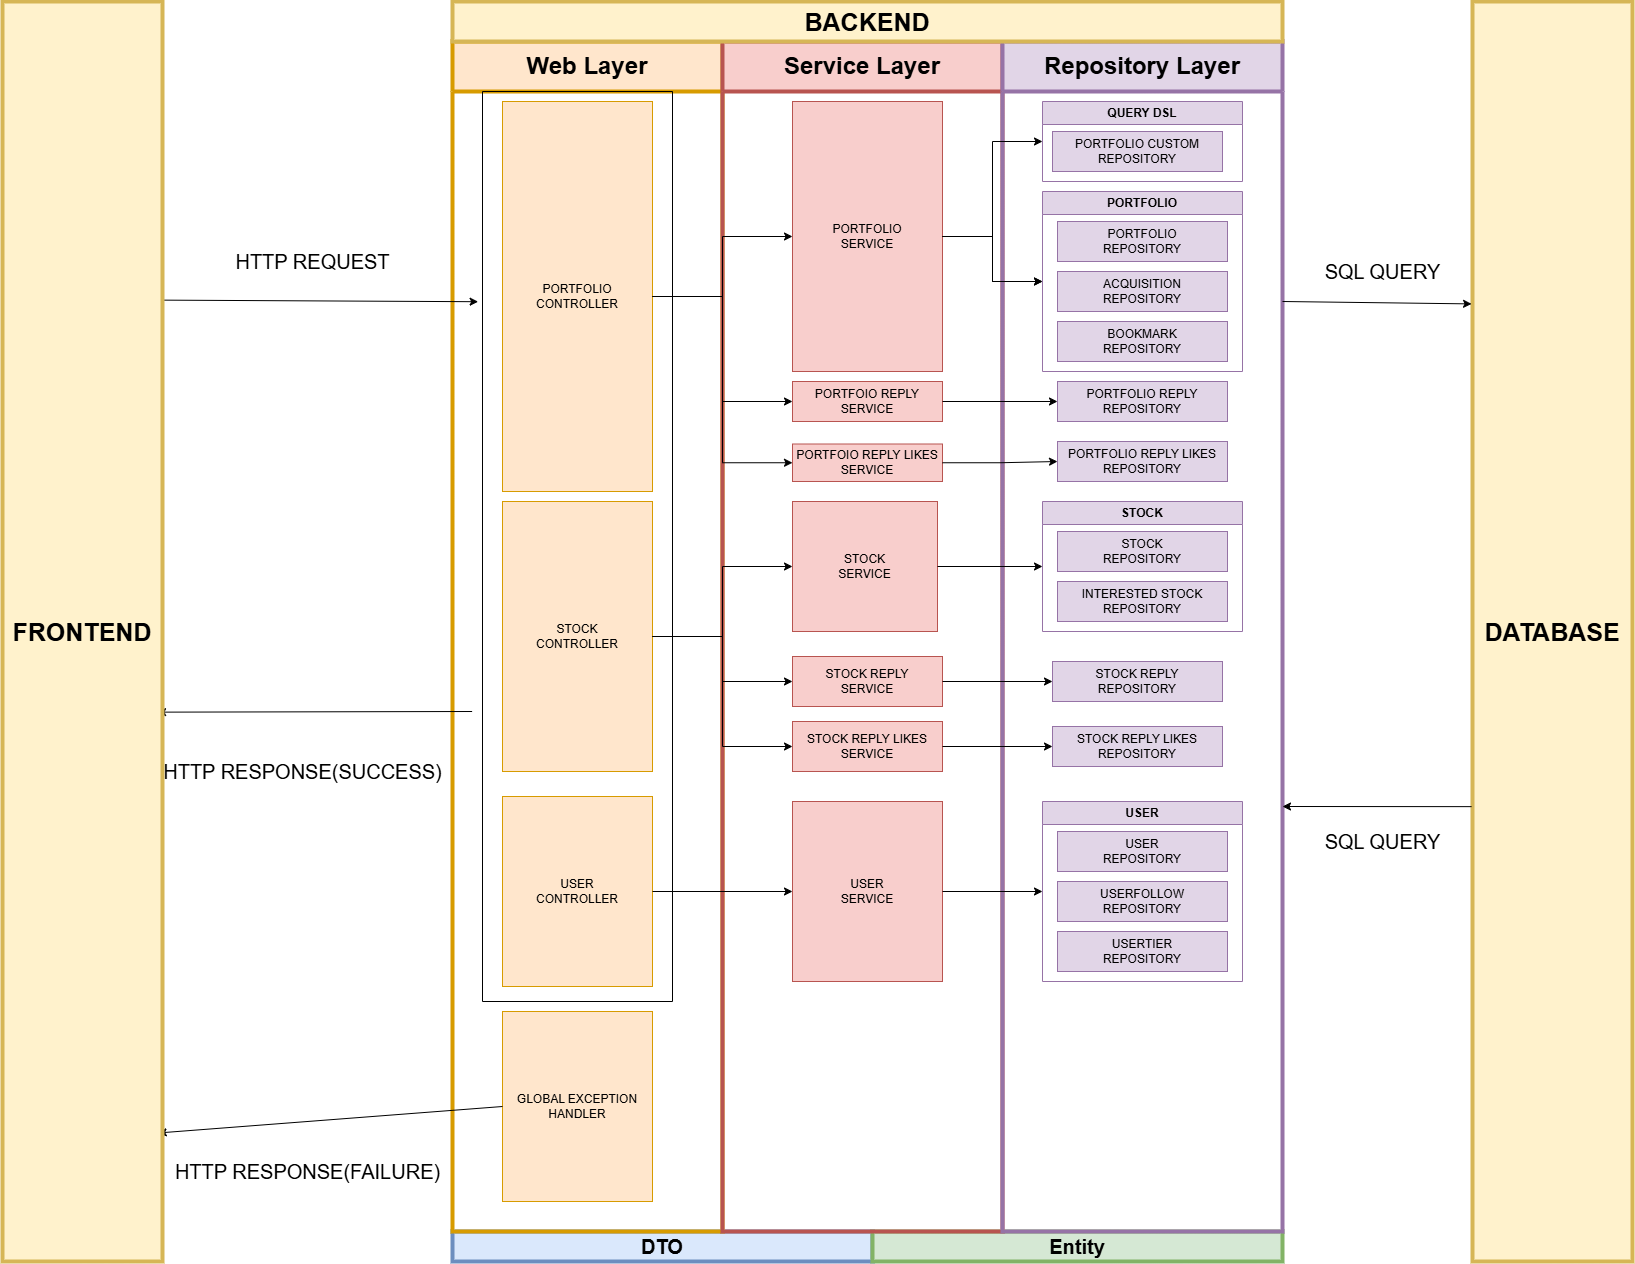 BACKEND
Web Layer
Service Layer
Repository Layer
FRONTEND
HTTP REQUEST
HTTP RESPONSE(SUCCESS)
HTTP RESPONSE(FAILURE)
PORTFOLIO
CONTROLLER
STOCK
CONTROLLER
USER
CONTROLLER
GLOBAL EXCEPTION
HANDLER
PORTFOLIO
SERVICE
PORTFOIO REPLY
SERVICE
PORTFOIO REPLY LIKES
SERVICE
STOCK
SERVICE
STOCK REPLY
SERVICE
STOCK REPLY LIKES
SERVICE
USER
SERVICE
QUERY DSL
PORTFOLIO CUSTOM
REPOSITORY
PORTFOLIO
PORTFOLIO
REPOSITORY
ACQUISITION
REPOSITORY
BOOKMARK
REPOSITORY
PORTFOLIO REPLY
REPOSITORY
PORTFOLIO REPLY LIKES
REPOSITORY
STOCK
STOCK
REPOSITORY
INTERESTED STOCK
REPOSITORY
STOCK REPLY
REPOSITORY
STOCK REPLY LIKES
REPOSITORY
USER
USER
REPOSITORY
USERFOLLOW
REPOSITORY
USERTIER
REPOSITORY
SQL QUERY
SQL QUERY
DATABASE
DTO
Entity